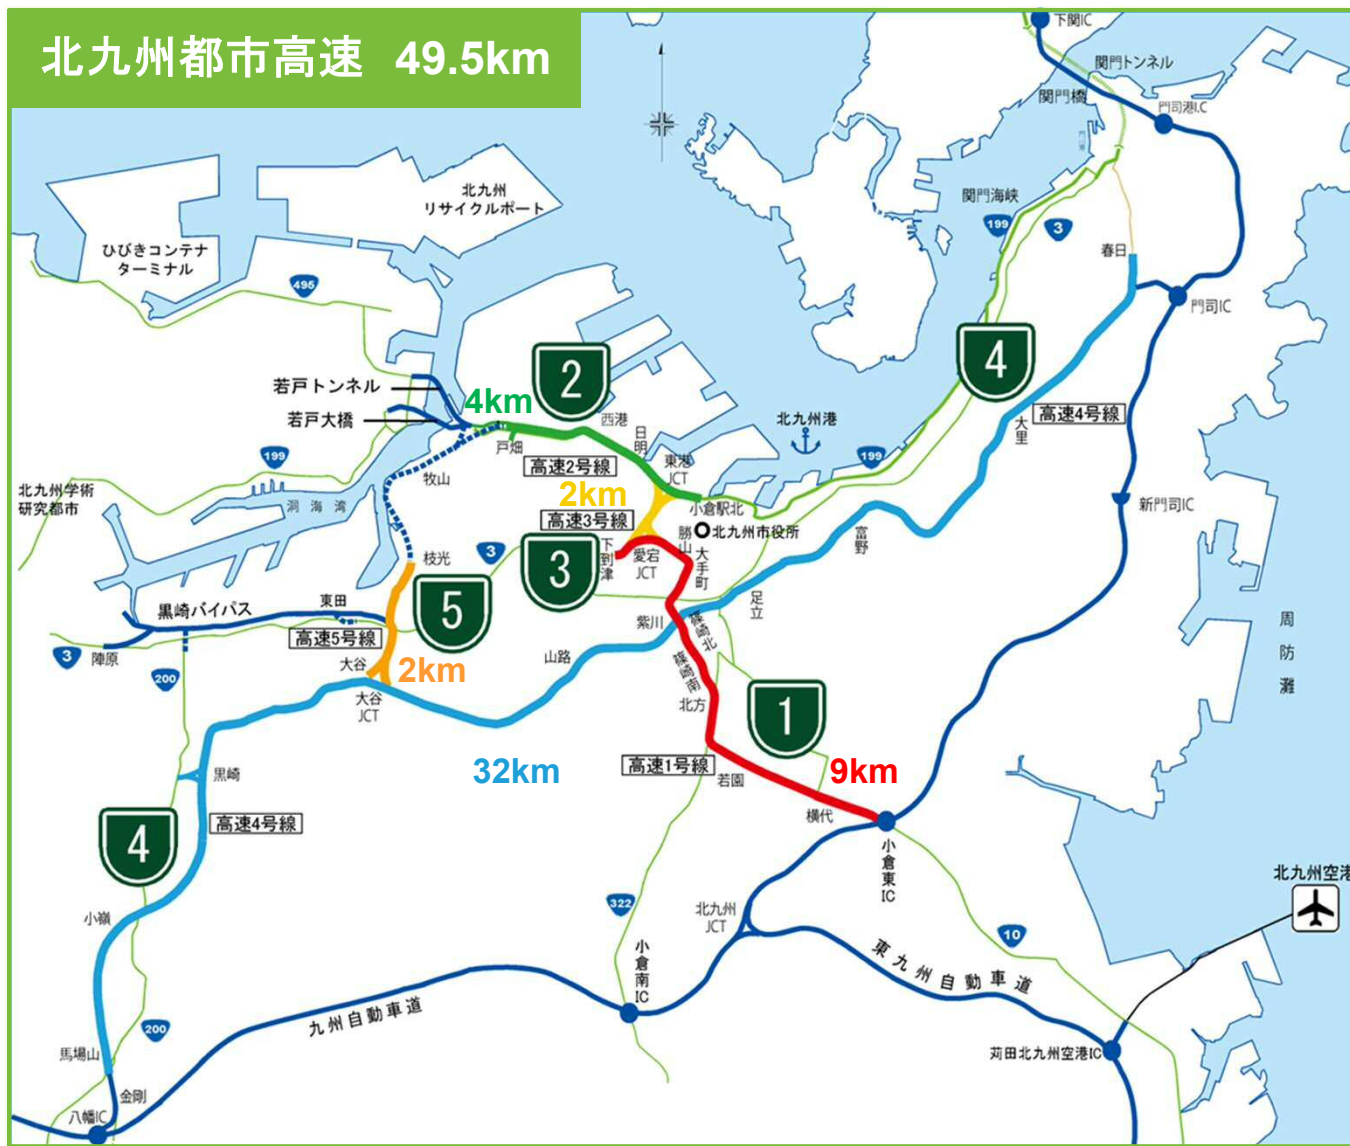 北九州都市高速 49.5km
下関IC
関門トンネル
関門橋
門司港I.C
北九州
リサイクルポート
関門海峡
199
3
春日
ひびきコンテナ
ターミナル
495
門司IC
4
2
若戸トンネル
4km
若戸大橋
西港
北九州港
高速4号線
大里
戸畑
日明
高速2号線
東港
JCT
199
199
牧山
2km
北九州学術
研究都市
洞海湾
小倉駅北
新門司IC
高速3号線
北九州市役所
勝山
富野
3
下到津
愛宕
JCT
大手町
枝光
3
5
足立
黒崎バイパス
東田
高速5号線
紫川
篠崎北
周防灘
3
陣原
200
大谷
2km
山路
篠崎南
大谷
JCT
北方
1
32km
高速1号線
9km
黒崎
若園
横代
4
高速4号線
小倉東IC
北九州空港
小嶺
322
北九州
JCT
10
小倉南IC
東九州自動車道
九州自動車道
200
馬場山
苅田北九州空港IC
金剛
八幡IC